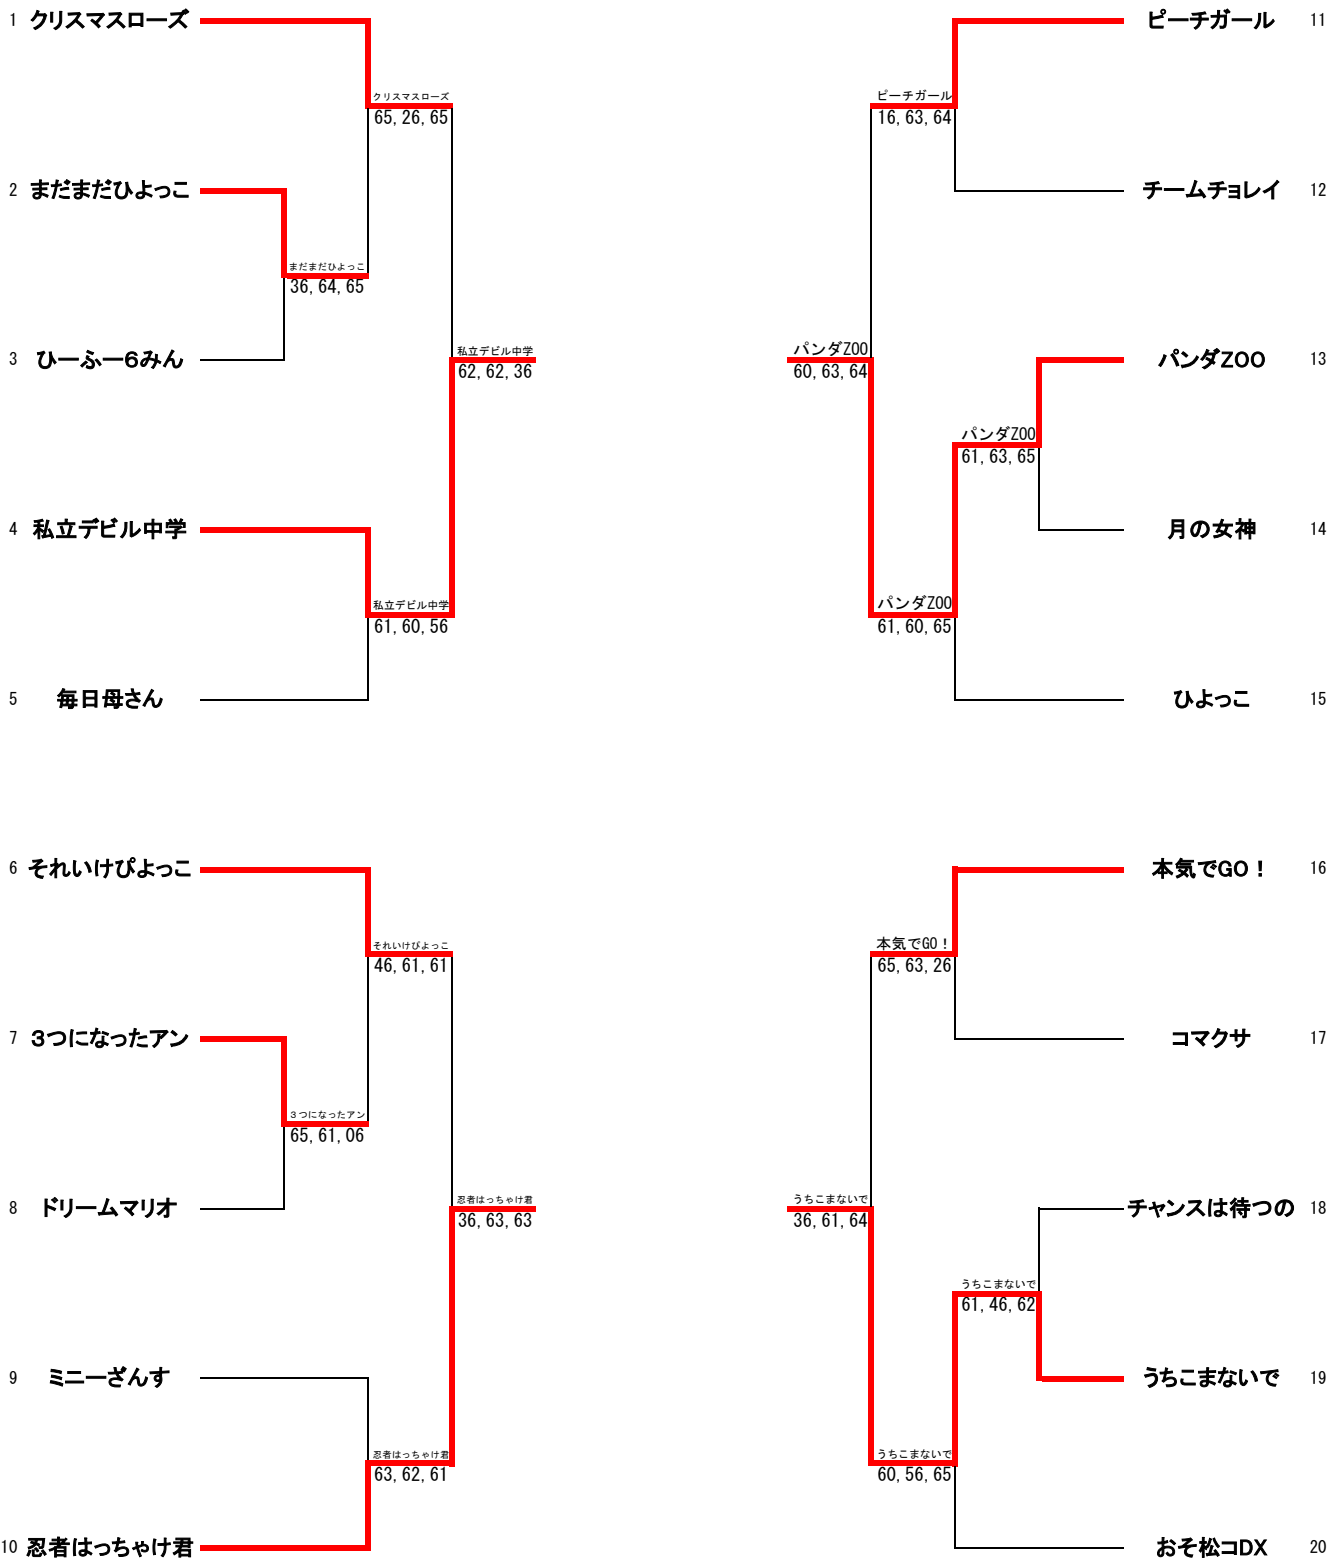 1 クリスマスローズ
クリスマスローズ
65, 26, 65
2 まだまだひよっこ
まだまだひよっこ
36, 64, 65
3 ひーふー6みん
私立デビル中学
62, 62, 36
4 私立デビル中学
私立デビル中学
61, 60, 56
5 毎日母さん
6 それいけぴよっこ
それいけぴよっこ
46, 61, 61
7 3つになったアン
3つになったアン
65, 61, 06
8 ドリームマリオ
忍者はっちゃけ君
36, 63, 63
9 ミニーざんす
忍者はっちゃけ君
63, 62, 61
10 忍者はっちゃけ君
ピーチガール 11
ピーチガール
16, 63, 64
チームチョレイ 12
パンダZOO
60, 63, 64
パンダZOO 13
パンダZOO
61, 63, 65
月の女神 14
パンダZOO
61, 60, 65
ひよっこ 15
本気でGO! 16
本気でGO!
65, 63, 26
コマクサ 17
うちこまないで
36, 61, 64
チャンスは待つの 18
うちこまないで
61, 46, 62
うちこまないで 19
うちこまないで
60, 56, 65
おそ松コDX 20